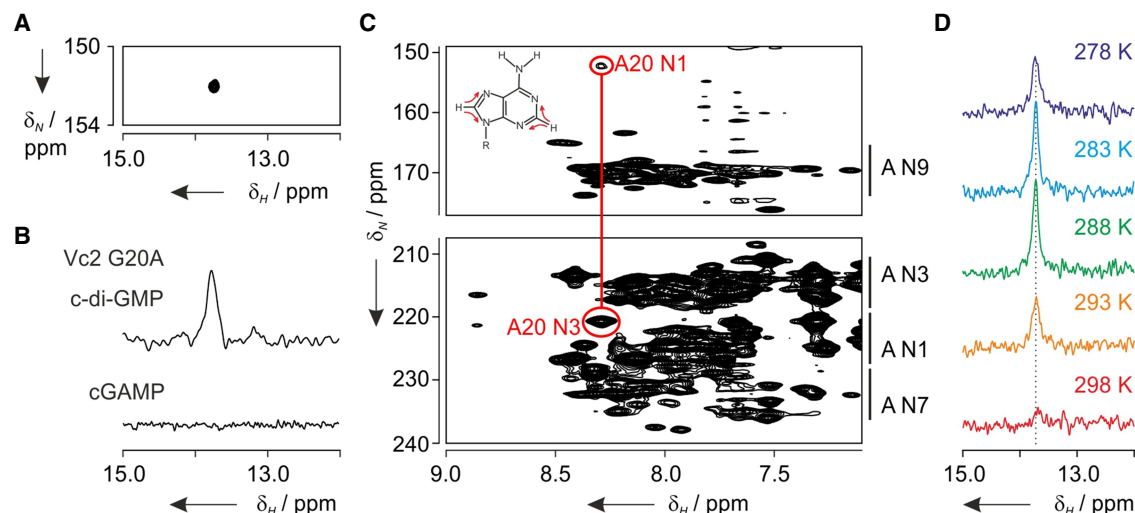 A
150
δN /
ppm
154
15.0
13.0
δH / ppm
B
Vc2 G20A
c-di-GMP
cGAMP
15.0
13.0
δH / ppm
C
150
160
170
210
220
230
240
δN / ppm
H
H
N
N
N
H
N
N
H
R
A20 N1
A20 N3
A N9
A N3
A N1
A N7
9.0
8.5
8.0
7.5
δH / ppm
D
278 K
283 K
288 K
293 K
298 K
15.0
13.0
δH / ppm